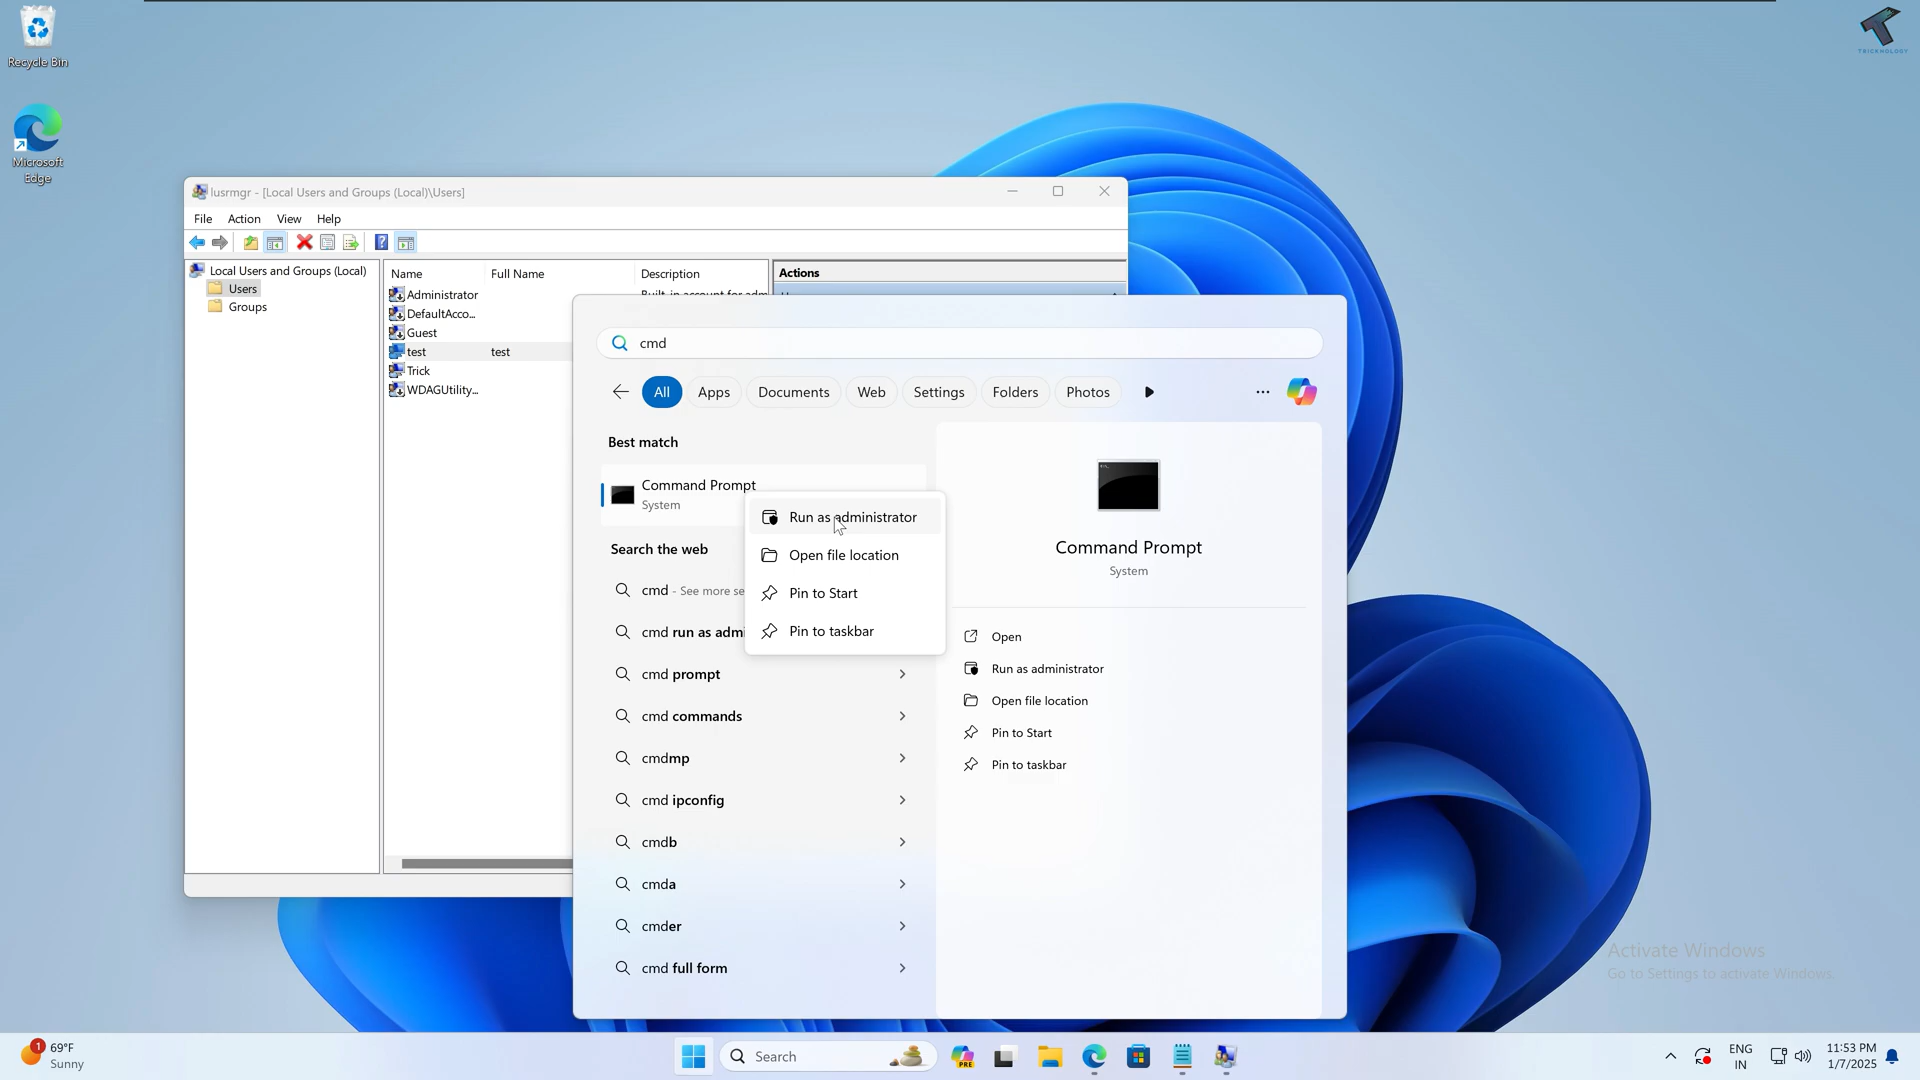 Recycle Bin
Microsoft
Edge
TRICKNOLOGY
lusrmgr - [Local Users and Groups (Local)\Users]
File Action View Help
Local Users and Groups (Local)
Users
Groups
Name Full Name Description
Administrator
DefaultAcco...
Guest
test test
Trick
WDAGUtility...
Actions
cmd
All Apps Documents Web Settings Folders Photos
Best match
Command Prompt
System
Run as administrator
Open file location
Pin to Start
Pin to taskbar
Search the web
cmd - See more se
cmd run as admi
cmd prompt
cmd commands
cmdmp
cmd ipconfig
cmdb
cmda
cmder
cmd full form
Command Prompt
System
Open
Run as administrator
Open file location
Pin to Start
Pin to taskbar
Activate Windows
Go to Settings to activate Windows.
1
69°F
Sunny
Search
PRE
ENG
IN
11:53 PM
1/7/2025